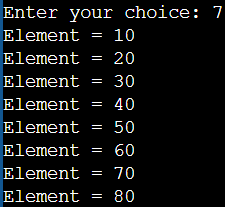 Enter your choice: 7
Element = 10
Element = 20
Element = 30
Element = 40
Element = 50
Element = 60
Element = 70
Element = 80